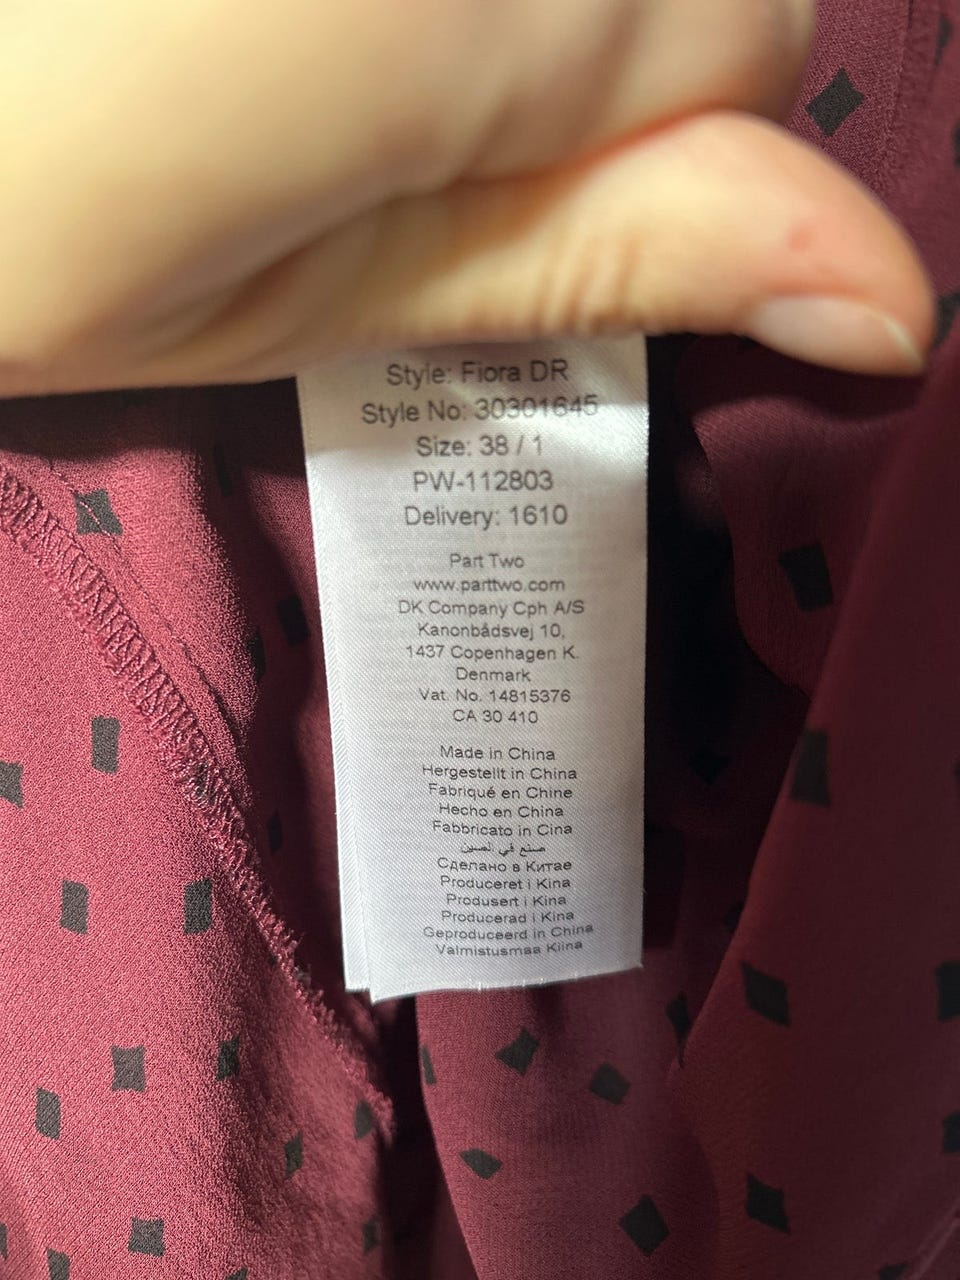 Style: Fiora DR
Style No: 30301645
Size: 38 / 1
PW-112803
Delivery: 1610
Part Two
www.parttwo.com
DK Company Cph A/S
Kanonbådsvej 10,
1437 Copenhagen K.
Denmark
Vat. No. 14815376
CA 30 410
Made in China
Hergestellt in China
Fabriqué en Chine
Hecho en China
Fabbricato in Cina
صنع في الصين
Сделано в Китае
Produceret i Kina
Produsert i Kina
Producerad i Kina
Geproduceerd in China
Valmistusmaa Kiina